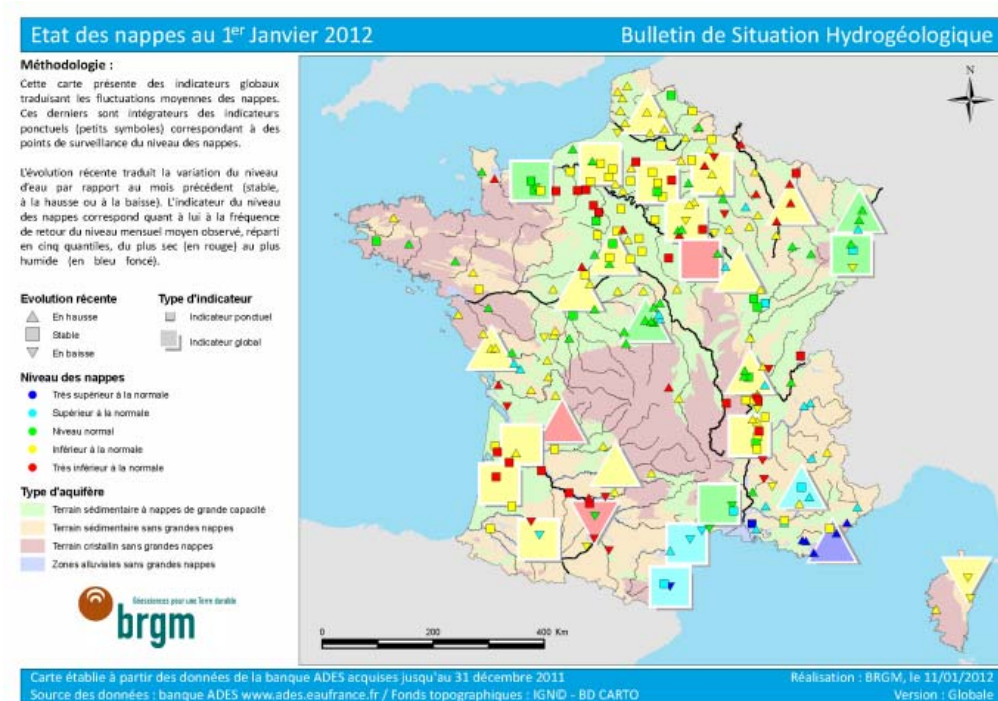 Etat des nappes au 1er Janvier 2012
Bulletin de Situation Hydrogéologique
Méthodologie :
Cette carte présente des indicateurs globaux
traduisant les fluctuations moyennes des nappes.
Ces derniers sont intégrateurs des indicateurs
ponctuels (petits symboles) correspondant à des
points de surveillance du niveau des nappes.
L'évolution récente traduit la variation du niveau
d'eau par rapport au mois précédent (stable,
à la hausse ou à la baisse). L'indicateur du niveau
des nappes correspond quant à lui à la fréquence
de retour du niveau mensuel moyen observé, réparti
en cinq quantiles, du plus sec (en rouge) au plus
humide (en bleu foncé).
Evolution récente
En hausse
Stable
En baisse
Type d'indicateur
Indicateur ponctuel
Indicateur global
Niveau des nappes
Très supérieur à la normale
Supérieur à la normale
Niveau normal
Inférieur à la normale
Très inférieur à la normale
Type d'aquifère
Terrain sédimentaire à nappes de grande capacité
Terrain sédimentaire sans grandes nappes
Terrain cristallin sans grandes nappes
Zones alluviales sans grandes nappes
Géosciences pour une Terre durable
brgm
N
0 200 400 Km
Carte établie à partir des données de la banque ADES acquises jusqu'au 31 décembre 2011
Source des données : banque ADES www.ades.eaufrance.fr / Fonds topographiques : IGN© - BD CARTO
Réalisation : BRGM, le 11/01/2012
Version : Globale